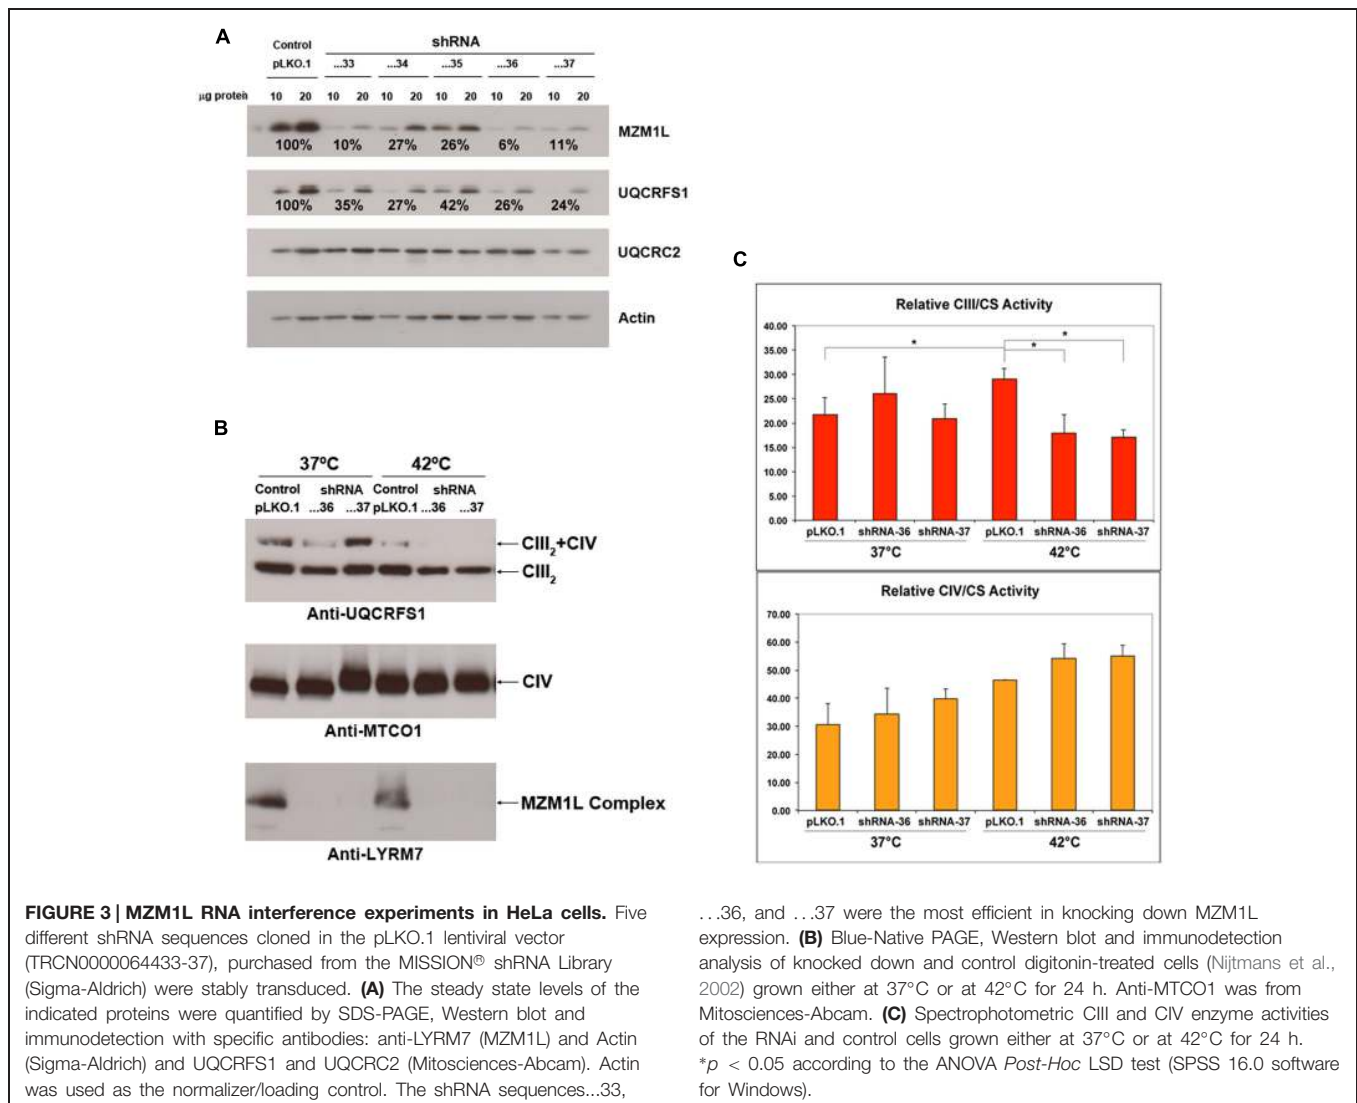 A
Control
shRNA
pLKO.1 ...33 ...34 ...35 ...36 ...37
µg protein 10 20 10 20 10 20 10 20 10 20 10 20
MZM1L
100% 10% 27% 26% 6% 11%
UQCRFS1
100% 35% 27% 42% 26% 24%
UQCRC2
Actin
B
37ºC 42ºC
Control shRNA Control shRNA
pLKO.1 ...36 ...37 pLKO.1 ...36 ...37
CIII2+CIV
CIII2
Anti-UQCRFS1
CIV
Anti-MTCO1
MZM1L Complex
Anti-LYRM7
C
Relative CIII/CS Activity
40.00
35.00
30.00
25.00
20.00
15.00
10.00
5.00
0.00
* * *
pLKO.1 shRNA-36 shRNA-37 pLKO.1 shRNA-36 shRNA-37
37°C 42°C
Relative CIV/CS Activity
70.00
60.00
50.00
40.00
30.00
20.00
10.00
0.00
pLKO.1 shRNA-36 shRNA-37 pLKO.1 shRNA-36 shRNA-37
37°C 42°C
FIGURE 3 | MZM1L RNA interference experiments in HeLa cells. Five
different shRNA sequences cloned in the pLKO.1 lentiviral vector
(TRCN0000064433-37), purchased from the MISSION® shRNA Library
(Sigma-Aldrich) were stably transduced. (A) The steady state levels of the
indicated proteins were quantified by SDS-PAGE, Western blot and
immunodetection with specific antibodies: anti-LYRM7 (MZM1L) and Actin
(Sigma-Aldrich) and UQCRFS1 and UQCRC2 (Mitosciences-Abcam). Actin
was used as the normalizer/loading control. The shRNA sequences...33,
...36, and ...37 were the most efficient in knocking down MZM1L
expression. (B) Blue-Native PAGE, Western blot and immunodetection
analysis of knocked down and control digitonin-treated cells (Nijtmans et al.,
2002) grown either at 37°C or at 42°C for 24 h. Anti-MTCO1 was from
Mitosciences-Abcam. (C) Spectrophotometric CIII and CIV enzyme activities
of the RNAi and control cells grown either at 37°C or at 42°C for 24 h.
*p < 0.05 according to the ANOVA Post-Hoc LSD test (SPSS 16.0 software
for Windows).